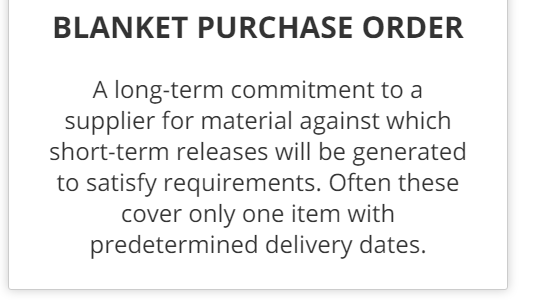 BLANKET PURCHASE ORDER
A long-term commitment to a
supplier for material against which
short-term releases will be generated
to satisfy requirements. Often these
cover only one item with
predetermined delivery dates.